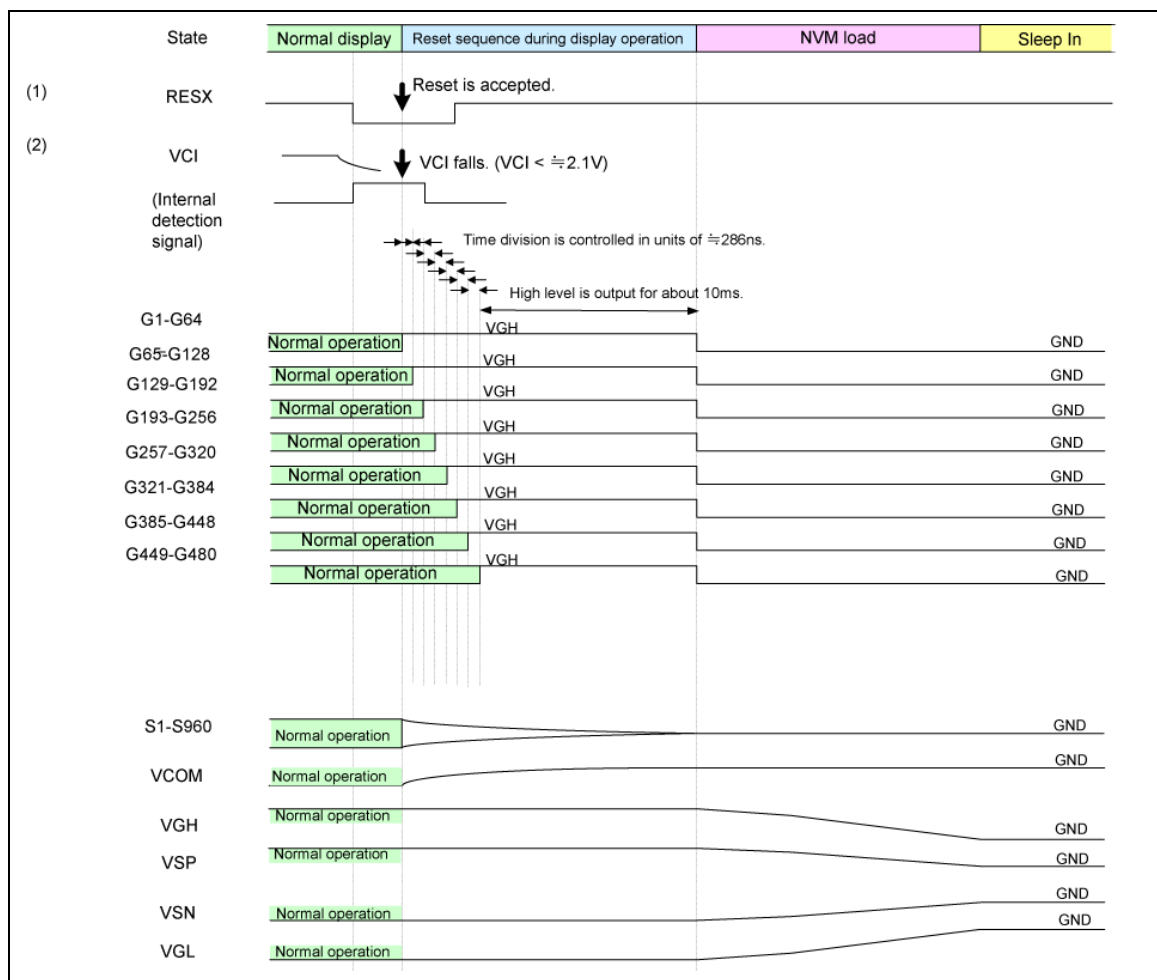 State Normal display Reset sequence during display operation NVM load Sleep In
(1) RESX Reset is accepted.
(2) VCI VCI falls. (VCI < ≒2.1V)
(Internal
detection
signal)
Time division is controlled in units of ≒286ns.
High level is output for about 10ms.
G1-G64 VGH
Normal operation GND
G65-G128 VGH
Normal operation GND
G129-G192 VGH
Normal operation GND
G193-G256 VGH
Normal operation GND
G257-G320 VGH
Normal operation GND
G321-G384 VGH
Normal operation GND
G385-G448 VGH
Normal operation GND
G449-G480 VGH
Normal operation GND
S1-S960 Normal operation GND
VCOM Normal operation GND
VGH Normal operation GND
VSP Normal operation GND
VSN Normal operation GND
VGL Normal operation GND